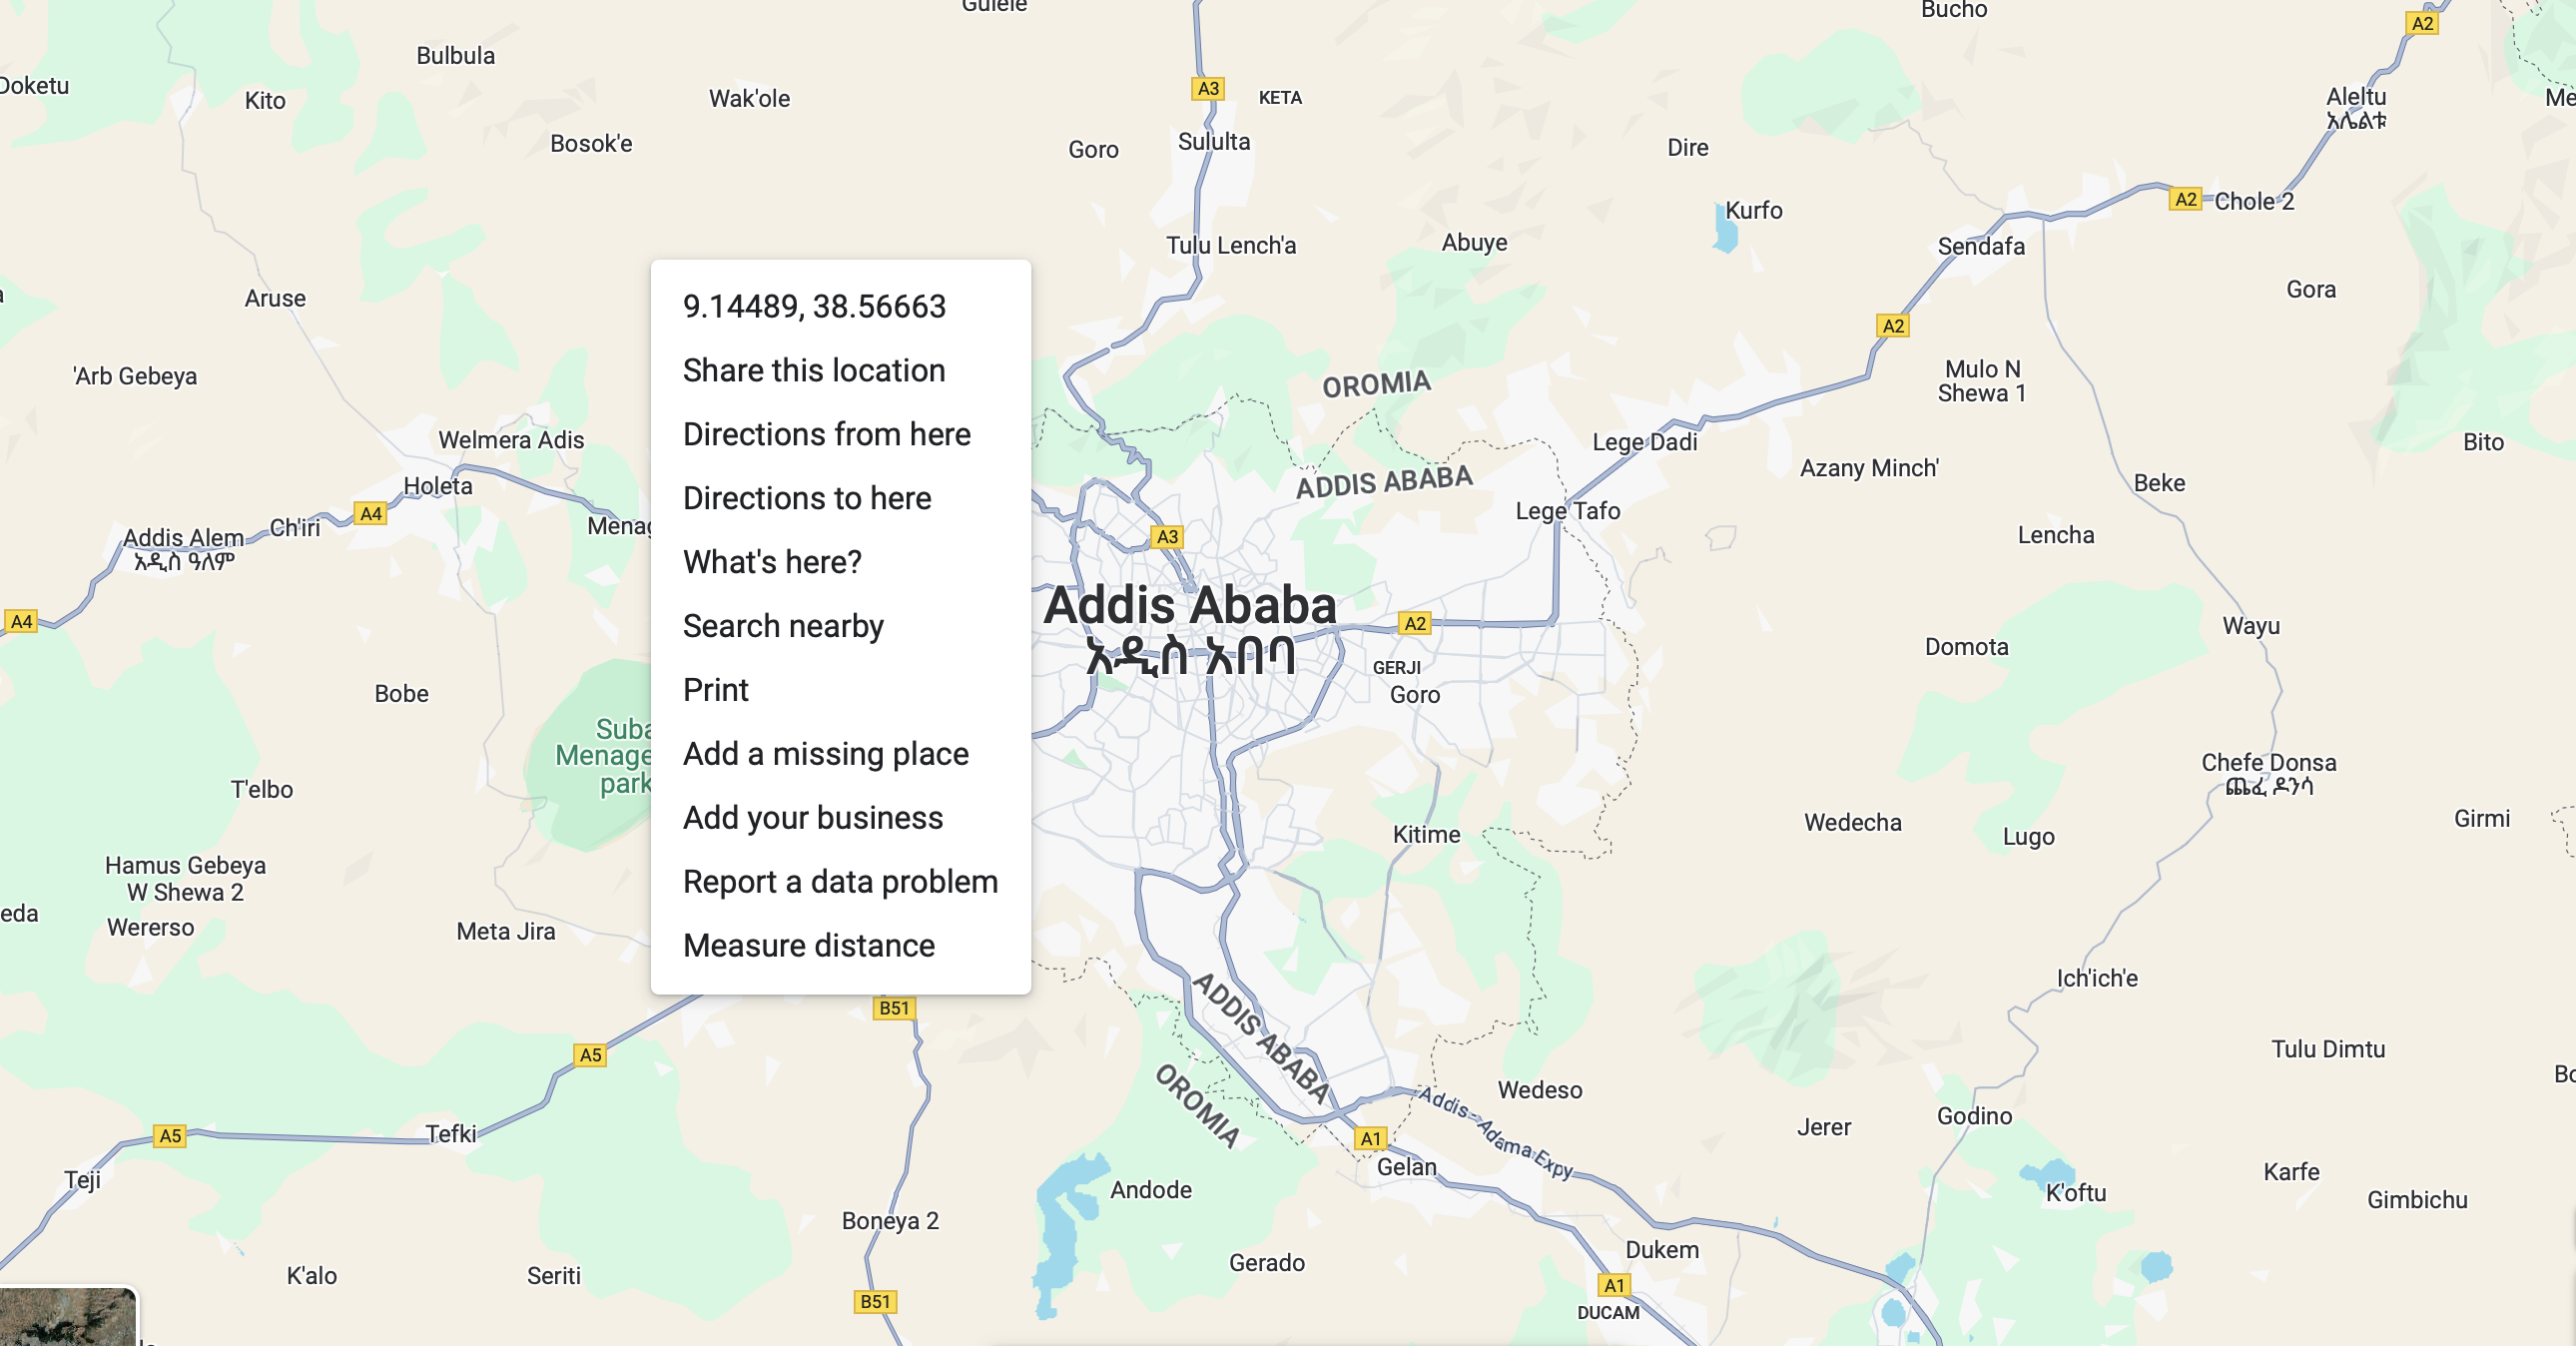 Gulele
Bucho
A2
Bulbula
Doketu
Kito
Wak'ole
A3
KETA
Aleltu
አሌልቱ
Bosok'e
Goro
Sululta
Dire
A2
Chole 2
Kurfo
Tulu Lench'a
Abuye
Sendafa
Aruse
Gora
9.14489, 38.56663
Share this location
Directions from here
Directions to here
What's here?
Search nearby
Print
Add a missing place
Add your business
Report a data problem
Measure distance
A2
'Arb Gebeya
OROMIA
Mulo N
Shewa 1
Welmera Adis
Lege Dadi
Bito
Azany Minch'
Holeta
ADDIS ABABA
Beke
A4
Ch'iri
Menag
Lege Tafo
Addis Alem
አዲስ ዓለም
A3
Lencha
A4
Addis Ababa
አዲስ አበባ
A2
Wayu
Domota
GERJI
Goro
Bobe
Suba
Menage
park
T'elbo
Chefe Donsa
ጨፌ ዶንሳ
Kitime
Wedecha
Lugo
Girmi
Hamus Gebeya
W Shewa 2
eda
Wererso
Meta Jira
Ich'ich'e
B51
ADDIS ABABA
A5
Tulu Dimtu
OROMIA
Addis - Adama Expy
Wedeso
A5
Tefki
A1
Jerer
Godino
Teji
Gelan
Andode
Karfe
K'oftu
Gimbichu
Boneya 2
Dukem
Gerado
K'alo
Seriti
A1
B51
DUCAM